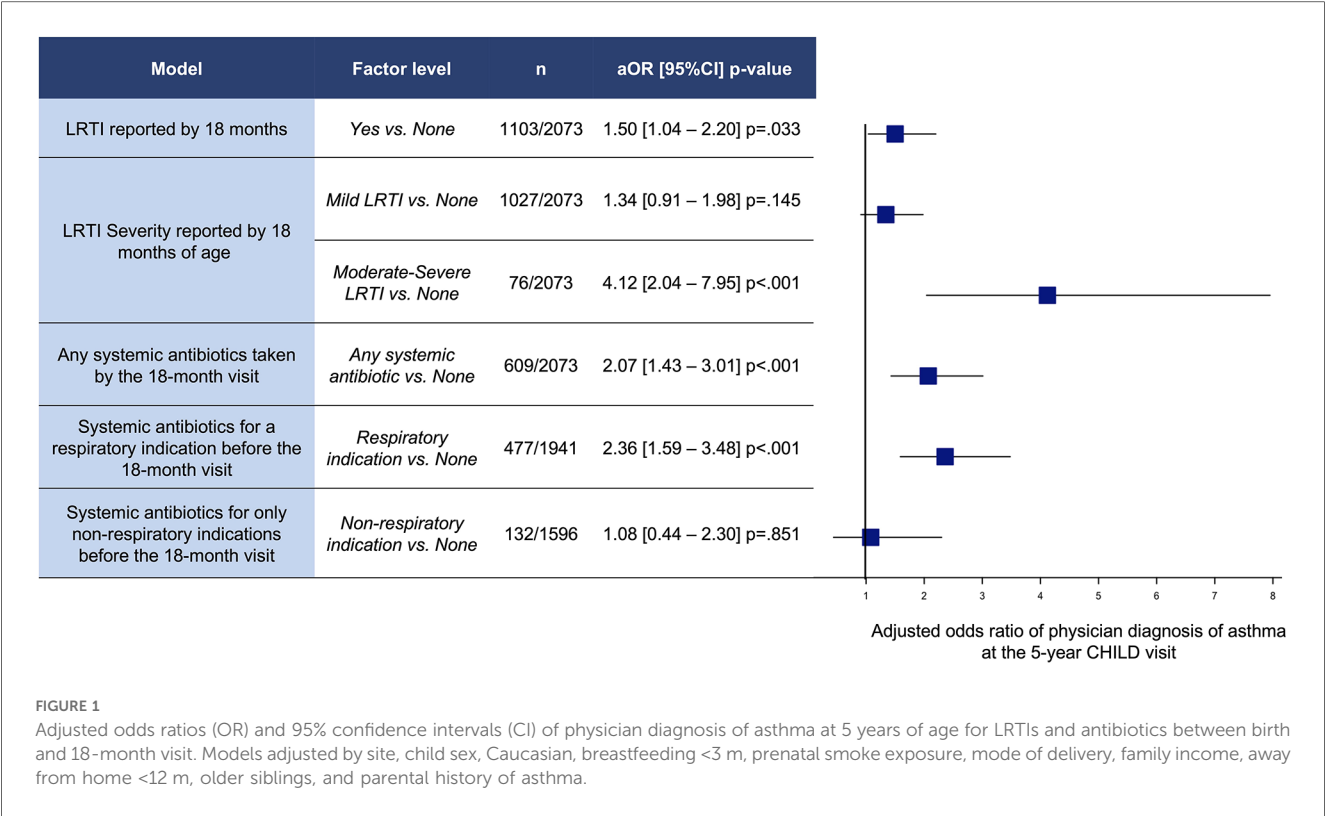 Model Factor level n aOR [95%CI] p-value
LRTI reported by 18 months Yes vs. None 1103/2073 1.50 [1.04 – 2.20] p=.033
LRTI Severity reported by 18
months of age
Mild LRTI vs. None 1027/2073 1.34 [0.91 – 1.98] p=.145
Moderate-Severe
LRTI vs. None
76/2073 4.12 [2.04 – 7.95] p<.001
Any systemic antibiotics taken
by the 18-month visit
Any systemic
antibiotic vs. None
609/2073 2.07 [1.43 – 3.01] p<.001
Systemic antibiotics for a
respiratory indication before the
18-month visit
Respiratory
indication vs. None
477/1941 2.36 [1.59 – 3.48] p<.001
Systemic antibiotics for only
non-respiratory indications
before the 18-month visit
Non-respiratory
indication vs. None
132/1596 1.08 [0.44 – 2.30] p=.851
1 2 3 4 5 6 7 8
Adjusted odds ratio of physician diagnosis of asthma
at the 5-year CHILD visit
FIGURE 1
Adjusted odds ratios (OR) and 95% confidence intervals (CI) of physician diagnosis of asthma at 5 years of age for LRTIs and antibiotics between birth
and 18-month visit. Models adjusted by site, child sex, Caucasian, breastfeeding <3 m, prenatal smoke exposure, mode of delivery, family income, away
from home <12 m, older siblings, and parental history of asthma.